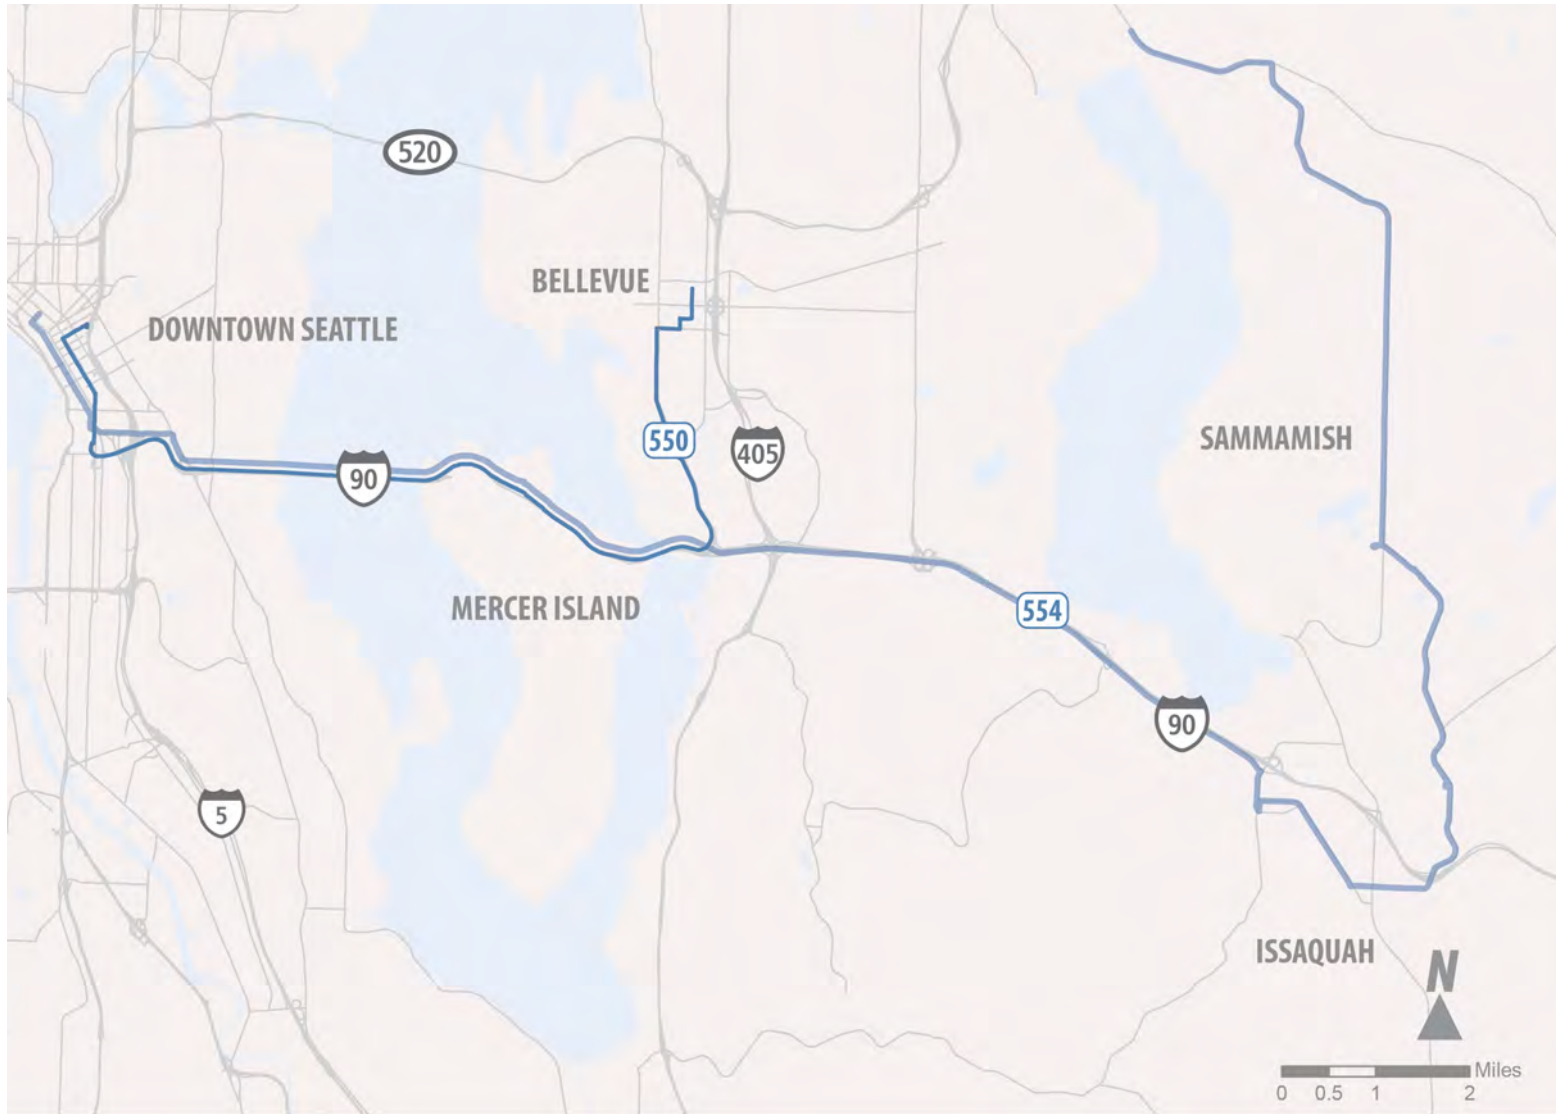 520
BELLEVUE
DOWNTOWN SEATTLE
550
405
SAMMAMISH
90
MERCER ISLAND
554
90
5
ISSAQUAH
N
Miles
0 0.5 1 2